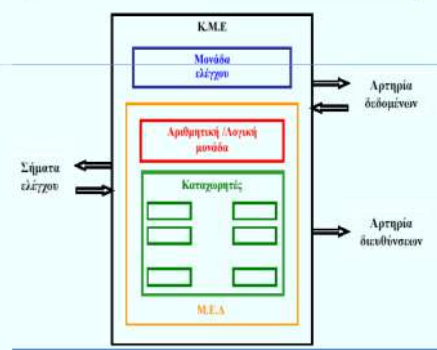 Κ.Μ.Ε
Μονάδα
ελέγχου
Αρτηρία
δεδομένων
Αριθμητική /Λογική
μονάδα
Σήματα
ελέγχου
Καταχωρητές
Αρτηρία
διευθύνσεων
Μ.Ε.Δ